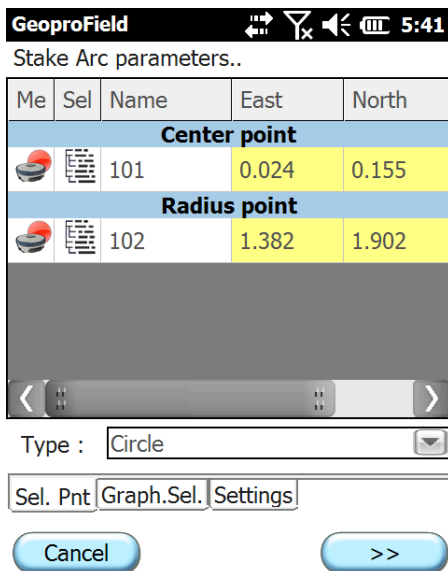 GeoproField 5:41
Stake Arc parameters..
Me Sel Name East North
Center point
101 0.024 0.155
Radius point
102 1.382 1.902
Type : Circle
Sel. Pnt Graph.Sel. Settings
Cancel >>